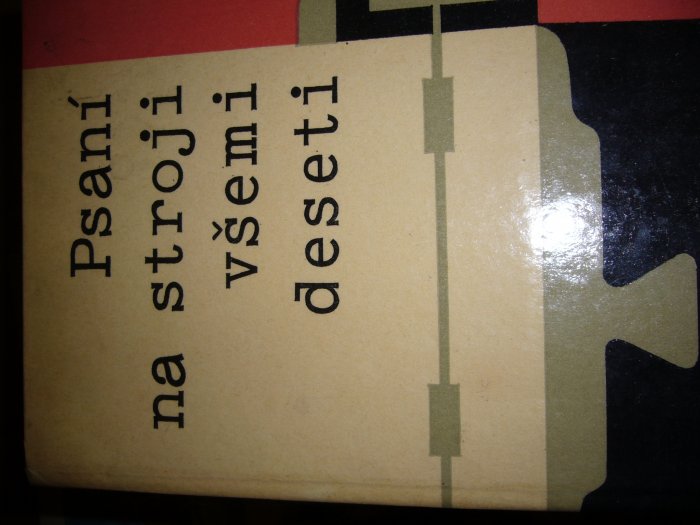 Psaní
na stroji
všemi
deseti